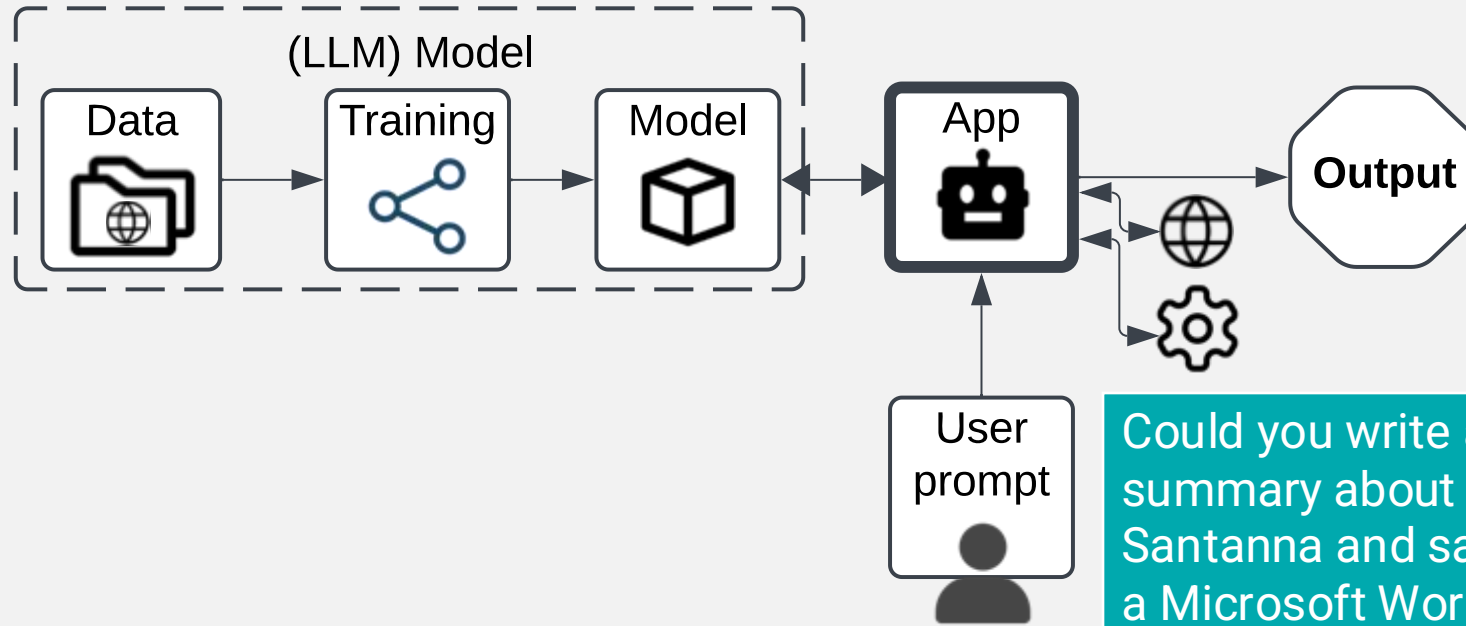 (LLM) Model
Data
Training
Model
App
Output
User
prompt
Could you write
summary about
Santanna and sa
a Microsoft Wor